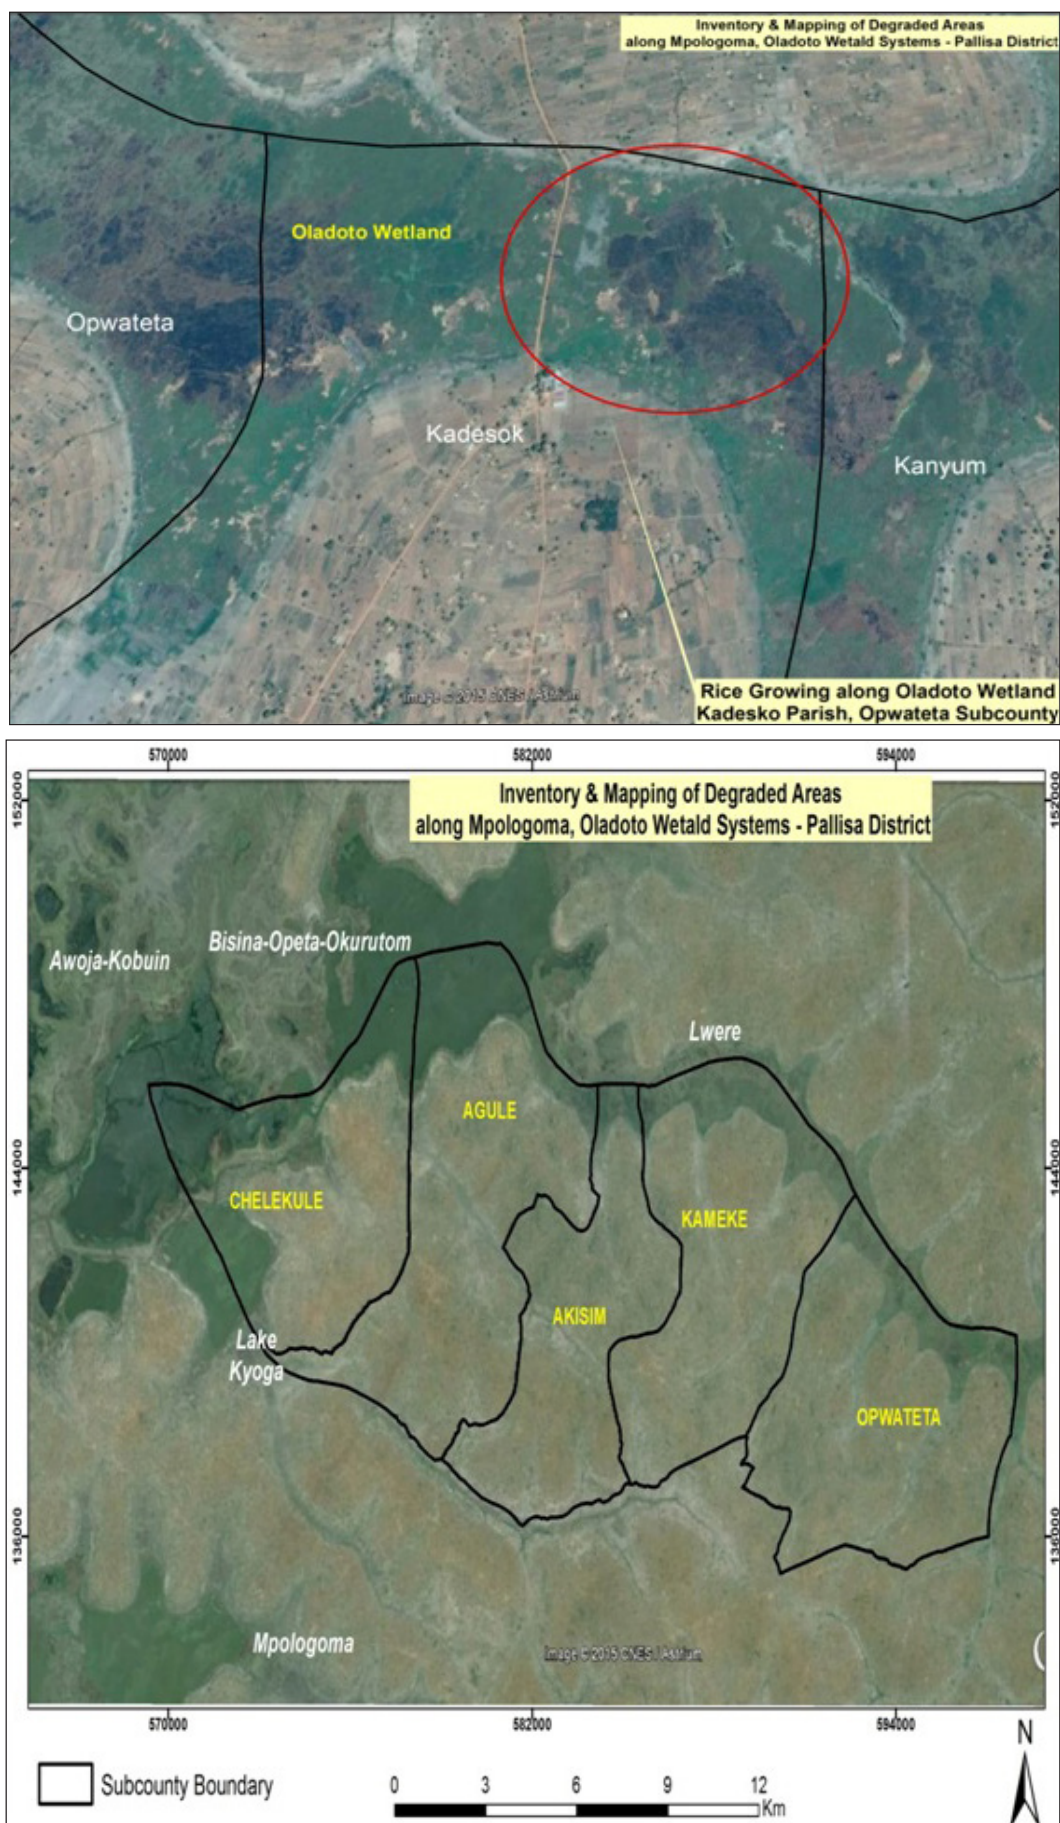 Inventory & Mapping of Degraded Areas
along Mpologoma, Oladoto Wetald Systems - Pallisa District
Oladoto Wetland
Opwateta
Kadesok
Kanyum
Image © 2015 CNES / Astrium
Rice Growing along Oladoto Wetland
Kadesko Parish, Opwateta Subcounty
570000
582000
594000
152000
152000
Inventory & Mapping of Degraded Areas
along Mpologoma, Oladoto Wetald Systems - Pallisa District
Bisina-Opeta-Okurutom
Awoja-Kobuin
Lwere
AGULE
144000
144000
CHELEKULE
KAMEKE
AKISIM
Lake
Kyoga
OPWATETA
136000
136000
Mpologoma
Image © 2015 CNES / Astrium
(
570000
582000
594000
N
Subcounty Boundary
0 3 6 9 12
Km